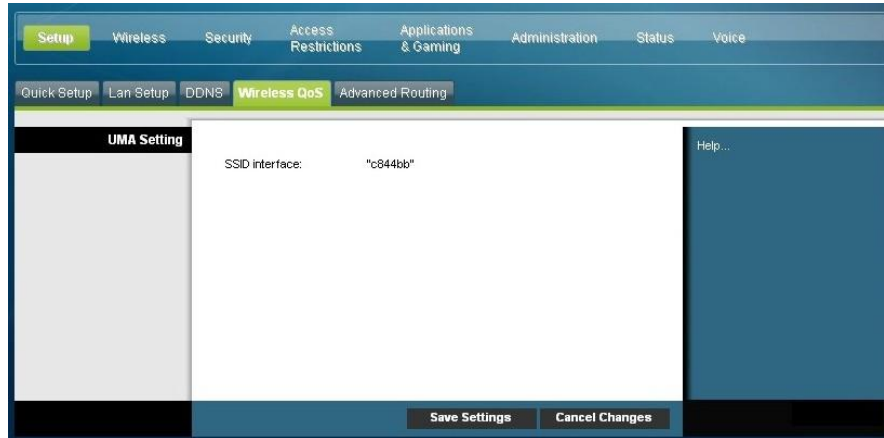 Setup Wireless Security Access Restrictions Applications & Gaming Administration Status Voice
Quick Setup Lan Setup DDNS Wireless QoS Advanced Routing
UMA Setting
Help...
SSID interface: "c844bb"
Save Settings Cancel Changes